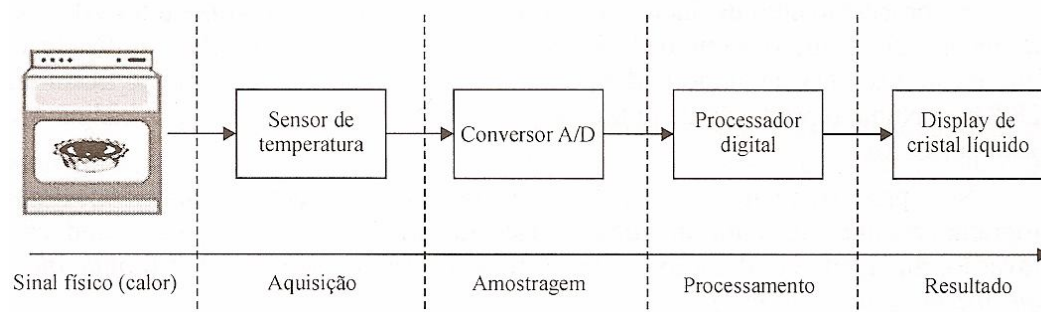 Sensor de
temperatura
Conversor A/D
Processador
digital
Display de
cristal líquido
Sinal físico (calor)
Aquisição
Amostragem
Processamento
Resultado